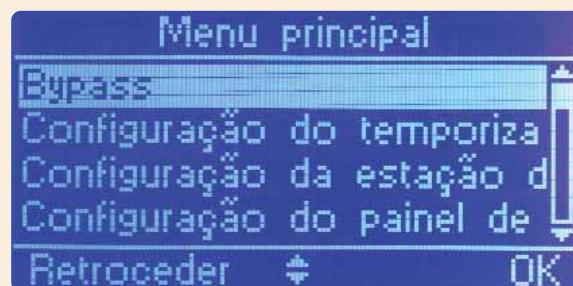 Menu principal
Bypass
Configuração do temporiza
Configuração da estação d
Configuração do painel de
Retroceder OK